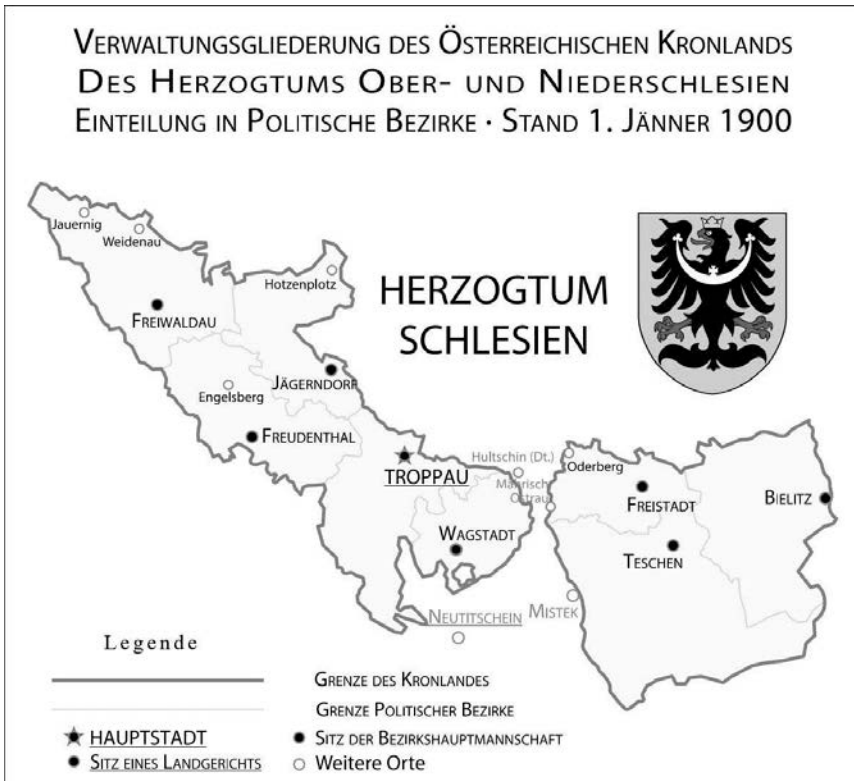 Verwaltungsgliederung des Österreichischen Kronlands
Des Herzogtums Ober- und Niederschlesien
Einteilung in Politische Bezirke · Stand 1. Jänner 1900
Jauernig
Weidenau
Hotzenplotz
HERZOGTUM
SCHLESIEN
Freiwaldau
Jägerndorf
Engelsberg
Freudenthal
TROPPAU
Hultschin (Dt.)
Oderberg
Mährisch
Ostrau
Freistadt
Bielitz
Wagstadt
Teschen
Neutitschein
Mistek
Legende
Grenze des Kronlandes
Grenze Politischer Bezirke
HAUPTSTADT
Sitz der Bezirkshauptmannschaft
Sitz eines Landgerichts
Weitere Orte